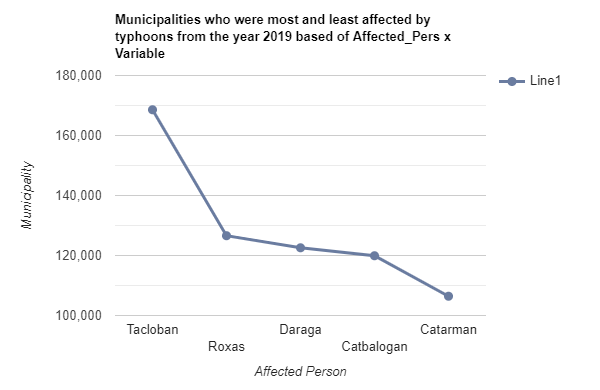 Municipalities who were most and least affected by
typhoons from the year 2019 based of Affected_Pers x
Variable
180,000
160,000
140,000
120,000
100,000
Municipality
Line1
Tacloban
Roxas
Daraga
Catbalogan
Catarman
Affected Person